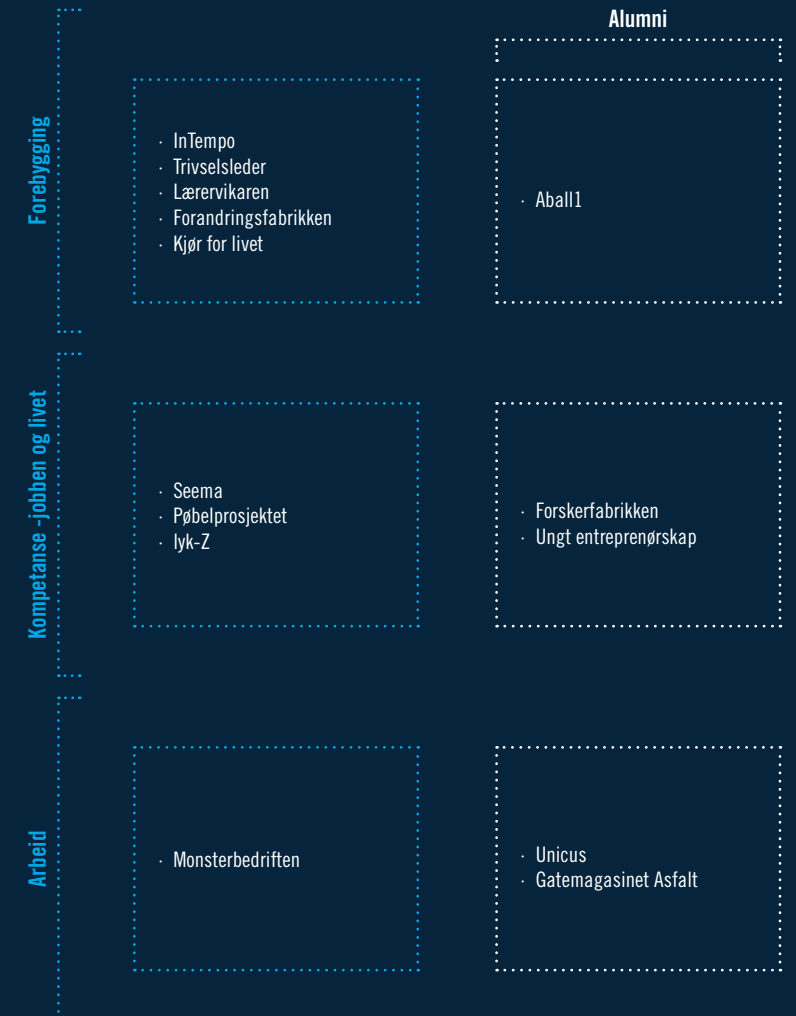 Alumni
Forebygging
· InTempo
· Trivselsleder
· Lærervikaren
· Forandringsfabrikken
· Kjør for livet
· Aball1
Kompetanse -jobben og livet
· Seema
· Pøbelprosjektet
· lyk-Z
· Forskerfabrikken
· Ungt entreprenørskap
Arbeid
· Monsterbedriften
· Unicus
· Gatemagasinet Asfalt